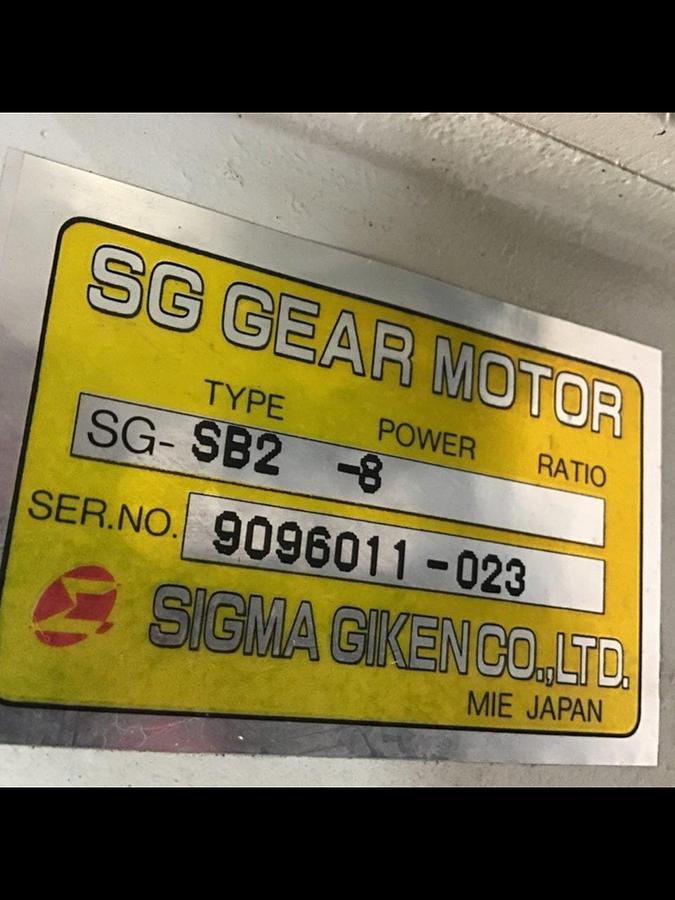 SG GEAR MOTOR
TYPE POWER RATIO
SG- SB2 -8
SER.NO. 9096011-023
SIGMA GIKEN CO.,LTD.
MIE JAPAN